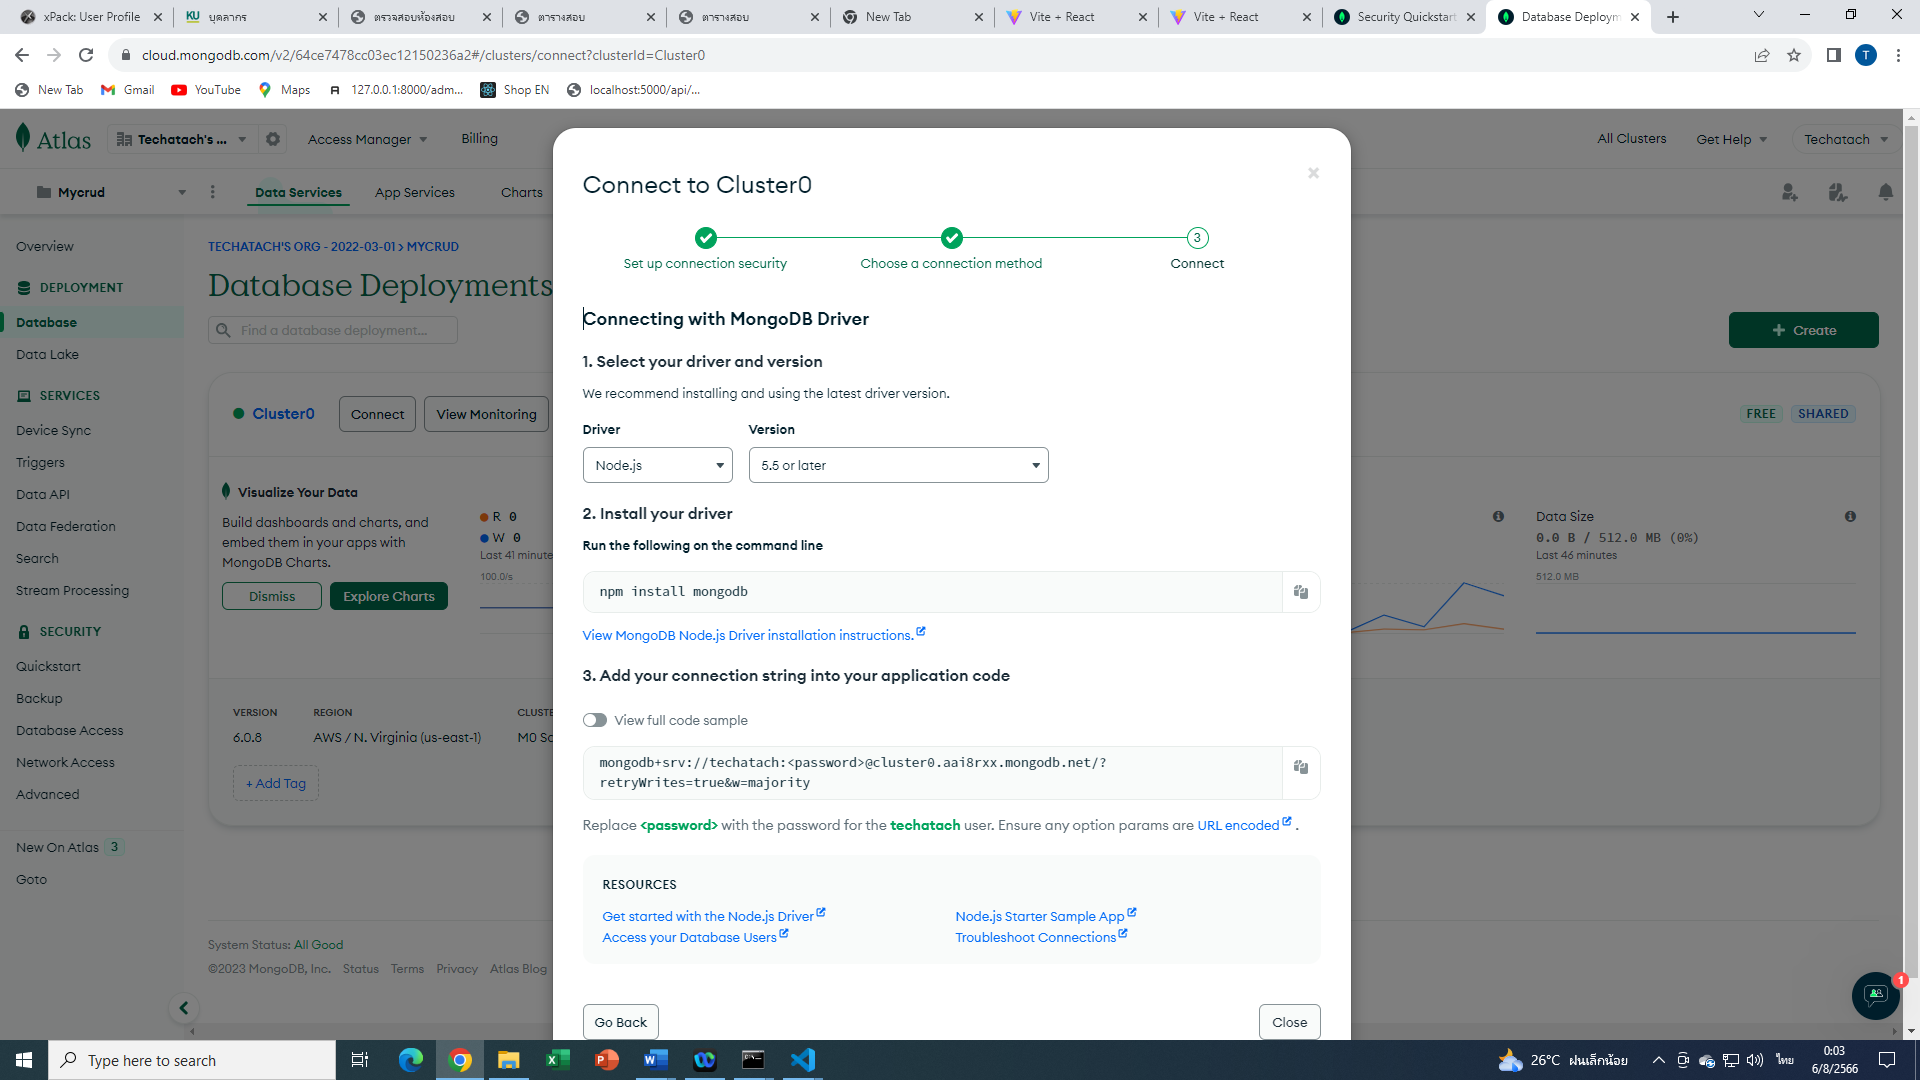 xPack: User Profile
KU บุคลากร
ตรวจสอบห้องสอบ
ตารางสอบ
ตารางสอบ
New Tab
Vite + React
Vite + React
Security Quickstart
Database Deploym
cloud.mongodb.com/v2/64ce7478cc03ec12150236a2#/clusters/connect?clusterId=Cluster0
T
New Tab
Gmail
YouTube
Maps
127.0.0.1:8000/adm...
Shop EN
localhost:5000/api/...
Atlas
Techatach's ...
Access Manager
Billing
All Clusters
Get Help
Techatach
Mycrud
Data Services
App Services
Charts
Overview
DEPLOYMENT
Database
Data Lake
SERVICES
Device Sync
Triggers
Data API
Data Federation
Search
Stream Processing
SECURITY
Quickstart
Backup
Database Access
Network Access
Advanced
New On Atlas 3
Goto
TECHATACH'S ORG - 2022-03-01 > MYCRUD
Database Deployments
Find a database deployment...
+ Create
Cluster0
Connect
View Monitoring
FREE
SHARED
Visualize Your Data
Build dashboards and charts, and
embed them in your apps with
MongoDB Charts.
Dismiss
Explore Charts
R 0
W 0
Last 41 minute
100.0/s
Data Size
0.0 B / 512.0 MB (0%)
Last 46 minutes
512.0 MB
VERSION
6.0.8
REGION
AWS / N. Virginia (us-east-1)
CLUSTE
M0 Sa
+ Add Tag
System Status: All Good
©2023 MongoDB, Inc. Status Terms Privacy Atlas Blog
Connect to Cluster0
Set up connection security
Choose a connection method
3
Connect
Connecting with MongoDB Driver
1. Select your driver and version
We recommend installing and using the latest driver version.
Driver
Version
Node.js
5.5 or later
2. Install your driver
Run the following on the command line
npm install mongodb
View MongoDB Node.js Driver installation instructions.
3. Add your connection string into your application code
View full code sample
mongodb+srv://techatach:<password>@cluster0.aai8rxx.mongodb.net/?
retryWrites=true&w=majority
Replace <password> with the password for the techatach user. Ensure any option params are URL encoded .
RESOURCES
Get started with the Node.js Driver
Node.js Starter Sample App
Access your Database Users
Troubleshoot Connections
Go Back
Close
1
Type here to search
26°C ฝนเล็กน้อย
ไทย
0:03
6/8/2566